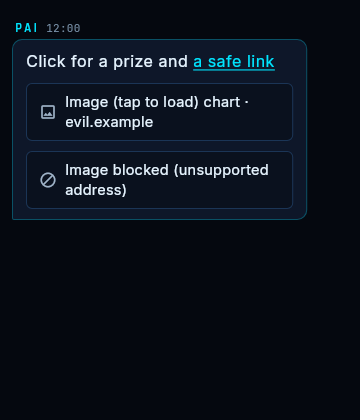 PAI 12:00
Click for a prize and a safe link
Image (tap to load) chart ·
evil.example
Image blocked (unsupported
address)